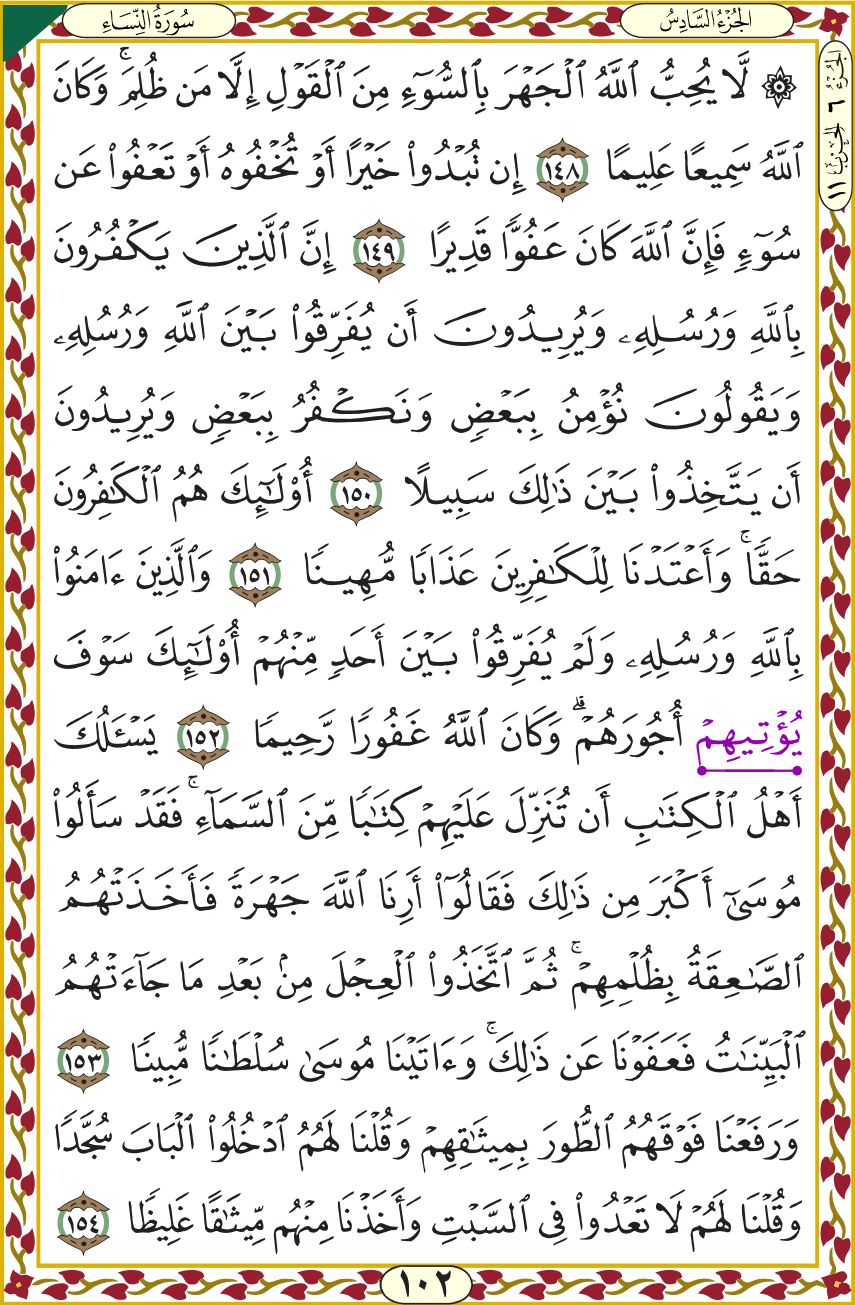 سُورَةُ النِّسَاءِ
الجُزْءُ السَّادِسُ
الجُزْءُ ٦ الحِزْبُ ١١
۞ لَّا يُحِبُّ ٱللَّهُ ٱلۡجَهۡرَ بِٱلسُّوٓءِ مِنَ ٱلۡقَوۡلِ إِلَّا مَن ظُلِمَۚ وَكَانَ
ٱللَّهُ سَمِيعًا عَلِيمًا ١٤٨ إِن تُبۡدُواْ خَيۡرًا أَوۡ تُخۡفُوهُ أَوۡ تَعۡفُواْ عَن
سُوٓءٖ فَإِنَّ ٱللَّهَ كَانَ عَفُوّٗا قَدِيرًا ١٤٩ إِنَّ ٱلَّذِينَ يَكۡفُرُونَ
بِٱللَّهِ وَرُسُلِهِۦ وَيُرِيدُونَ أَن يُفَرِّقُواْ بَيۡنَ ٱللَّهِ وَرُسُلِهِۦ
وَيَقُولُونَ نُؤۡمِنُ بِبَعۡضٖ وَنَكۡفُرُ بِبَعۡضٖ وَيُرِيدُونَ
أَن يَتَّخِذُواْ بَيۡنَ ذَٰلِكَ سَبِيلًا ١٥٠ أُوْلَٰٓئِكَ هُمُ ٱلۡكَٰفِرُونَ
حَقّٗاۚ وَأَعۡتَدۡنَا لِلۡكَٰفِرِينَ عَذَابٗا مُّهِينٗا ١٥١ وَٱلَّذِينَ ءَامَنُواْ
بِٱللَّهِ وَرُسُلِهِۦ وَلَمۡ يُفَرِّقُواْ بَيۡنَ أَحَدٖ مِّنۡهُمۡ أُوْلَٰٓئِكَ سَوۡفَ
يُؤۡتِيهِمۡ أُجُورَهُمۡۗ وَكَانَ ٱللَّهُ غَفُورٗا رَّحِيمٗا ١٥٢ يَسۡـَٔلُكَ
أَهۡلُ ٱلۡكِتَٰبِ أَن تُنَزِّلَ عَلَيۡهِمۡ كِتَٰبٗا مِّنَ ٱلسَّمَآءِۚ فَقَدۡ سَأَلُواْ
مُوسَىٰٓ أَكۡبَرَ مِن ذَٰلِكَ فَقَالُوٓاْ أَرِنَا ٱللَّهَ جَهۡرَةٗ فَأَخَذَتۡهُمُ
ٱلصَّٰعِقَةُ بِظُلۡمِهِمۡۚ ثُمَّ ٱتَّخَذُواْ ٱلۡعِجۡلَ مِنۢ بَعۡدِ مَا جَآءَتۡهُمُ
ٱلۡبَيِّنَٰتُ فَعَفَوۡنَا عَن ذَٰلِكَۚ وَءَاتَيۡنَا مُوسَىٰ سُلۡطَٰنٗا مُّبِينٗا ١٥٣
وَرَفَعۡنَا فَوۡقَهُمُ ٱلطُّورَ بِمِيثَٰقِهِمۡ وَقُلۡنَا لَهُمُ ٱدۡخُلُواْ ٱلۡبَابَ سُجَّدٗا
وَقُلۡنَا لَهُمۡ لَا تَعۡدُواْ فِي ٱلسَّبۡتِ وَأَخَذۡنَا مِنۡهُم مِّيثَٰقًا غَلِيظٗا ١٥٤
١٠٢